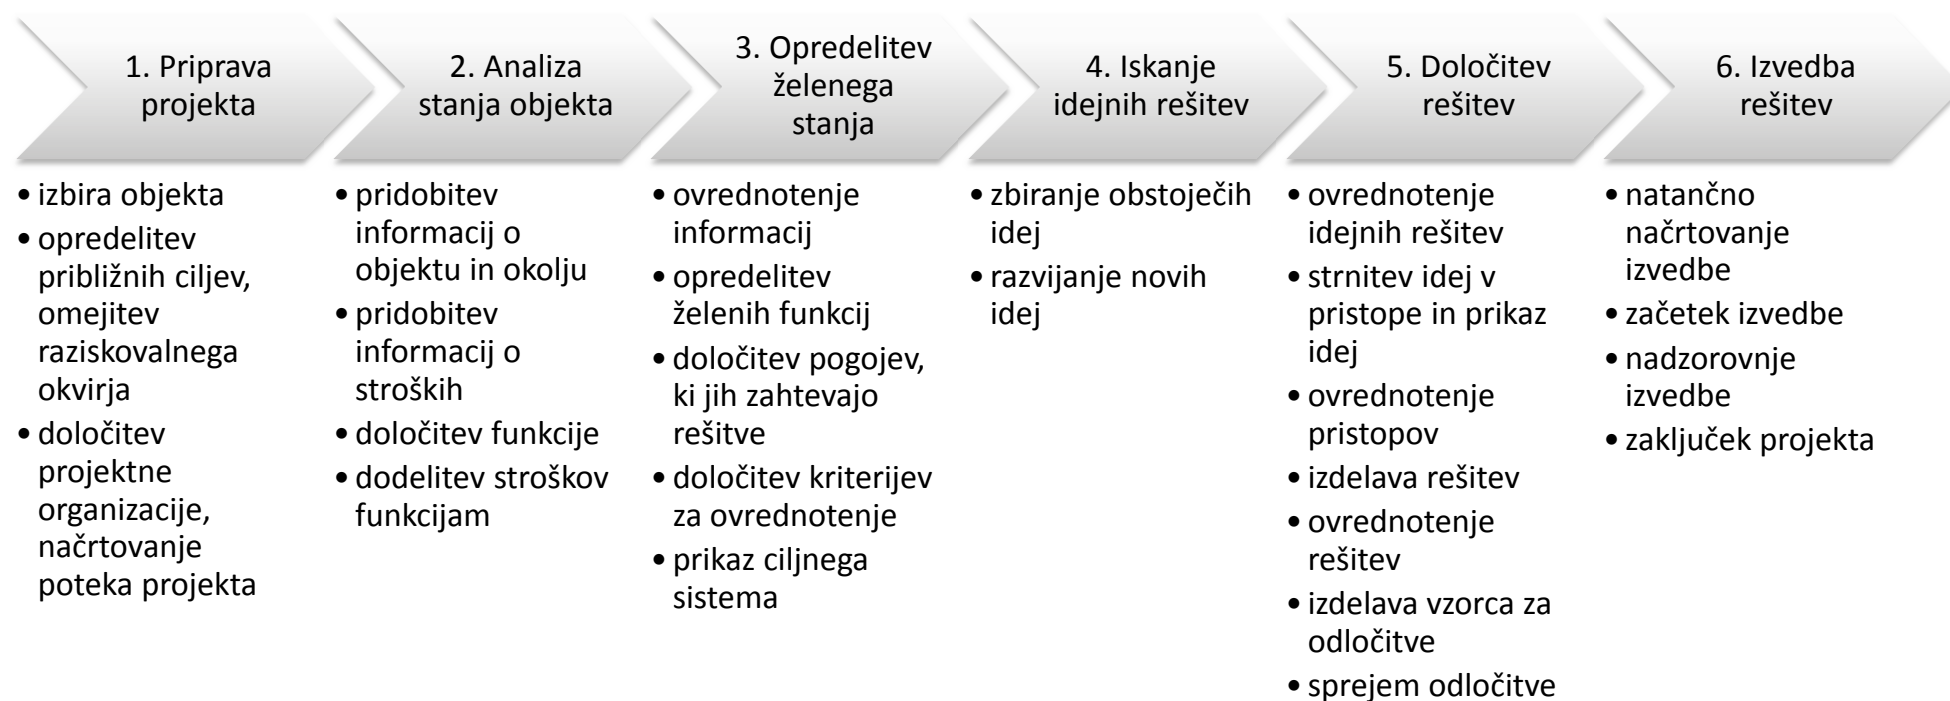 1. Priprava
projekta
2. Analiza
stanja objekta
3. Opredelitev
želenega
stanja
4. Iskanje
idejnih rešitev
5. Določitev
rešitev
6. Izvedba
rešitev
• izbira objekta
• opredelitev
približnih ciljev,
omejitev
raziskovalnega
okvirja
• določitev
projektne
organizacije,
načrtovanje
poteka projekta
• pridobitev
informacij o
objektu in okolju
• pridobitev
informacij o
stroških
• določitev funkcije
• dodelitev stroškov
funkcijam
• ovrednotenje
informacij
• opredelitev
želenih funkcij
• določitev pogojev,
ki jih zahtevajo
rešitve
• določitev kriterijev
za ovrednotenje
• prikaz ciljnega
sistema
• zbiranje obstoječih
idej
• razvijanje novih
idej
• ovrednotenje
idejnih rešitev
• strnitev idej v
pristope in prikaz
idej
• ovrednotenje
pristopov
• izdelava rešitev
• ovrednotenje
rešitev
• izdelava vzorca za
odločitve
• sprejem odločitve
• natančno
načrtovanje
izvedbe
• začetek izvedbe
• nadzorovnje
izvedbe
• zaključek projekta